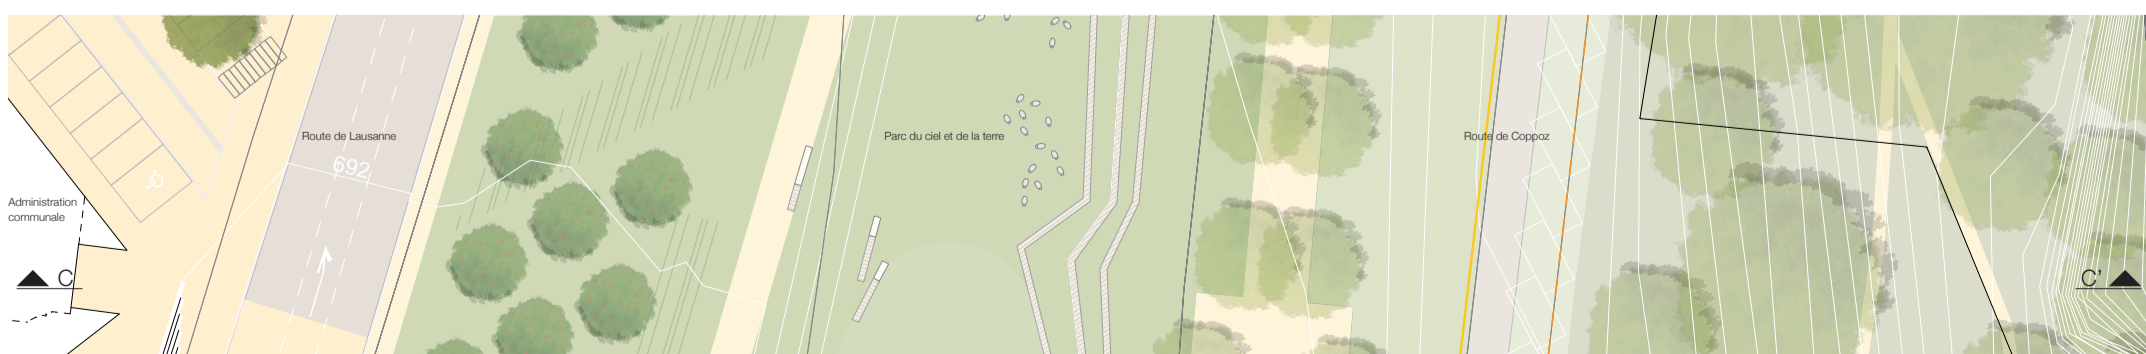 Route de Lausanne
692
Parc du ciel et de la terre
Route de Coppoz
Administration
communale
C
C'